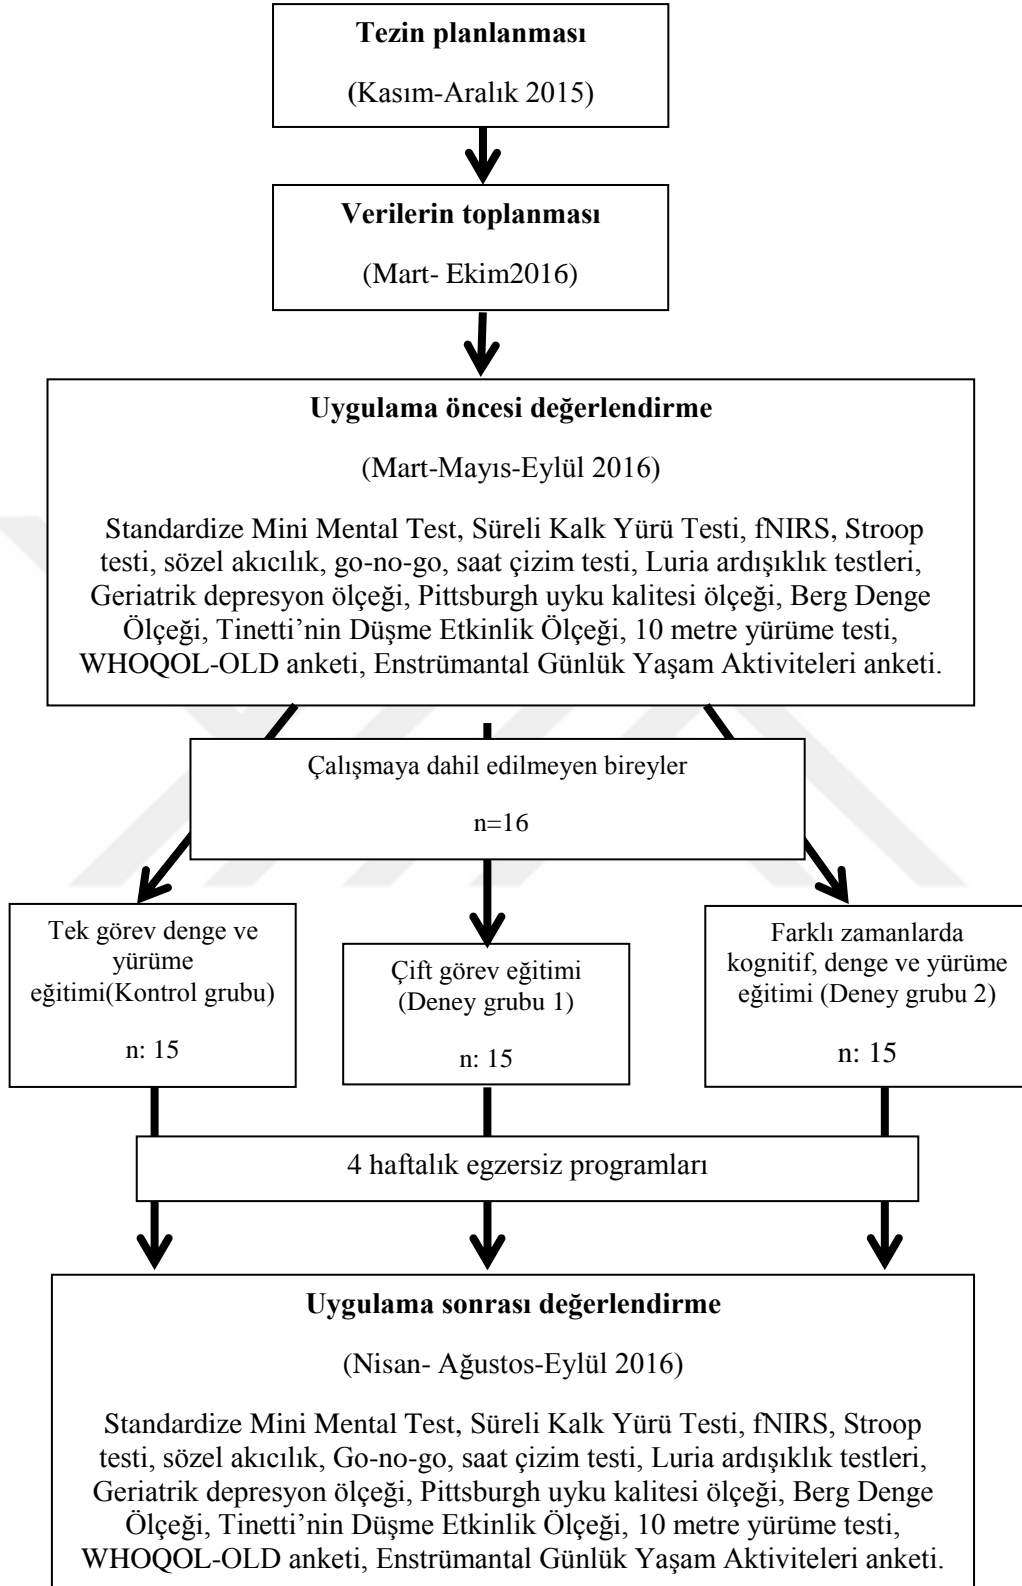 Tezin planlanması
(Kasım-Aralık 2015)
Verilerin toplanması
(Mart- Ekim2016)
Uygulama öncesi değerlendirme
(Mart-Mayıs-Eylül 2016)
Standardize Mini Mental Test, Süreli Kalk Yürü Testi, fNIRS, Stroop
testi, sözel akıcılık, go-no-go, saat çizim testi, Luria ardışıklık testleri,
Geriatrik depresyon ölçeği, Pittsburgh uyku kalitesi ölçeği, Berg Denge
Ölçeği, Tinetti’nin Düşme Etkinlik Ölçeği, 10 metre yürüme testi,
WHOQOL-OLD anketi, Enstrümantal Günlük Yaşam Aktiviteleri anketi.
Çalışmaya dahil edilmeyen bireyler
n=16
Tek görev denge ve
yürüme
eğitimi(Kontrol grubu)
n: 15
Çift görev eğitimi
(Deney grubu 1)
n: 15
Farklı zamanlarda
kognitif, denge ve yürüme
eğitimi (Deney grubu 2)
n: 15
4 haftalık egzersiz programları
Uygulama sonrası değerlendirme
(Nisan- Ağustos-Eylül 2016)
Standardize Mini Mental Test, Süreli Kalk Yürü Testi, fNIRS, Stroop
testi, sözel akıcılık, Go-no-go, saat çizim testi, Luria ardışıklık testleri,
Geriatrik depresyon ölçeği, Pittsburgh uyku kalitesi ölçeği, Berg Denge
Ölçeği, Tinetti’nin Düşme Etkinlik Ölçeği, 10 metre yürüme testi,
WHOQOL-OLD anketi, Enstrümantal Günlük Yaşam Aktiviteleri anketi.